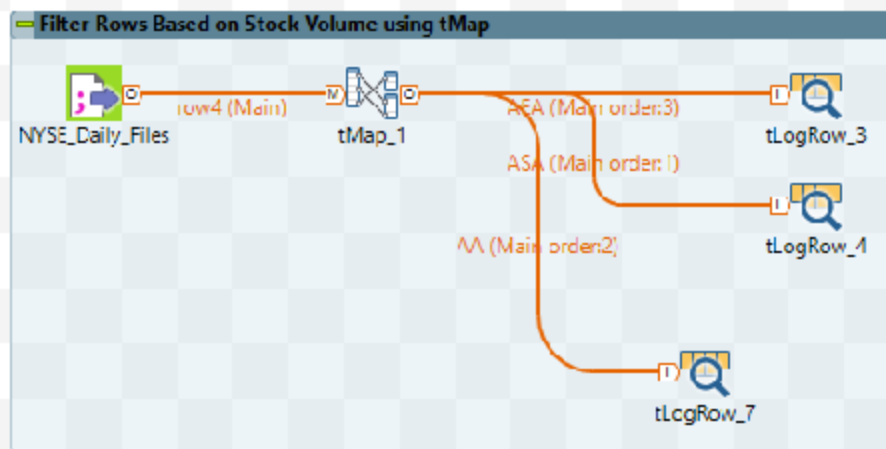 Filter Rows Based on Stock Volume using tMap
row4 (Main)
NYSE_Daily_Files
tMap_1
AEA (Main order:3)
tLogRow_3
ASA (Main order:1)
tLogRow_4
AA (Main order:2)
tLogRow_7